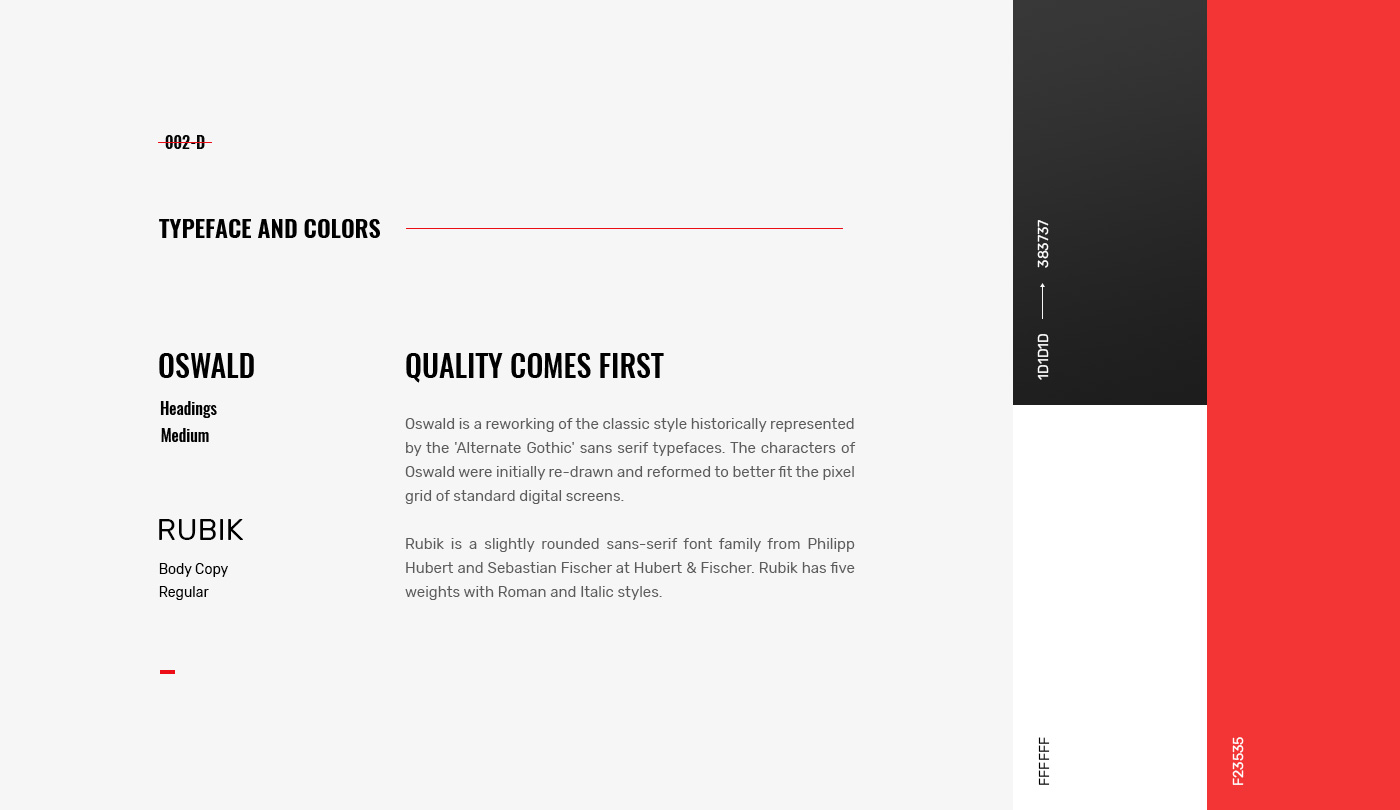 002-D
TYPEFACE AND COLORS
OSWALD
Headings
Medium
QUALITY COMES FIRST
Oswald is a reworking of the classic style historically represented
by the 'Alternate Gothic' sans serif typefaces. The characters of
Oswald were initially re-drawn and reformed to better fit the pixel
grid of standard digital screens.
RUBIK
Body Copy
Regular
Rubik is a slightly rounded sans-serif font family from Philipp
Hubert and Sebastian Fischer at Hubert & Fischer. Rubik has five
weights with Roman and Italic styles.
1D1D1D → 383737
FFFFFF
F23535